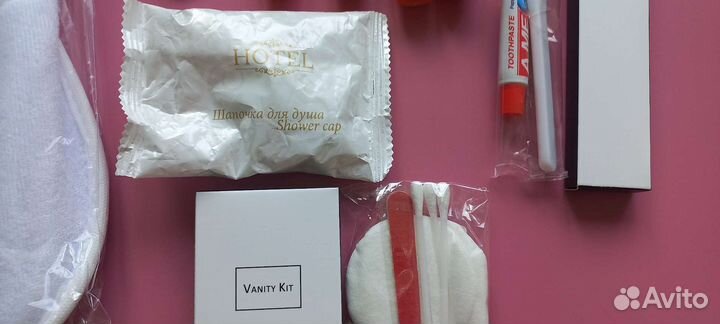 HOTEL
Шапочка для душа
Shower cap
TOOTHPASTE
VANITY KIT
Avito